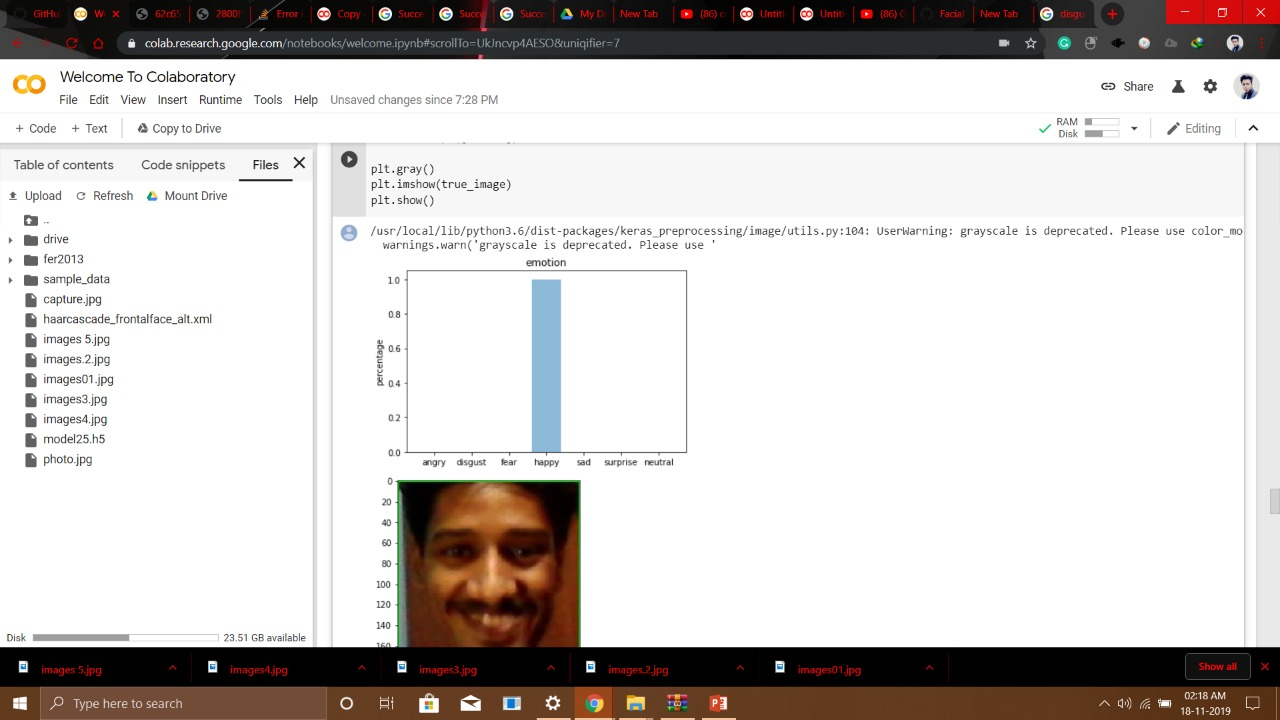 GitHu
62c65
2800!
Error i
Copy
Succe
Succe
Succe
My D
New Tab
(86) c
Untitl
Untitl
(86) C
Facial
New Tab
disgu
colab.research.google.com/notebooks/welcome.ipynb#scrollTo=UkJncvp4AESO&uniqifier=7
Welcome To Colaboratory
File Edit View Insert Runtime Tools Help Unsaved changes since 7:28 PM
Share
+ Code + Text Copy to Drive
RAM
Disk
Editing
Table of contents Code snippets Files
Upload Refresh Mount Drive
..
drive
fer2013
sample_data
capture.jpg
haarcascade_frontalface_alt.xml
images 5.jpg
images.2.jpg
images01.jpg
images3.jpg
images4.jpg
model25.h5
photo.jpg
Disk 23.51 GB available
plt.gray()
plt.imshow(true_image)
plt.show()
/usr/local/lib/python3.6/dist-packages/keras_preprocessing/image/utils.py:104: UserWarning: grayscale is deprecated. Please use color_mo
warnings.warn('grayscale is deprecated. Please use '
emotion
percentage
1.0
0.8
0.6
0.4
0.2
0.0
angry disgust fear happy sad surprise neutral
0
20
40
60
80
100
120
140
160
images 5.jpg
images4.jpg
images3.jpg
images.2.jpg
images01.jpg
Show all
Type here to search
02:18 AM
18-11-2019